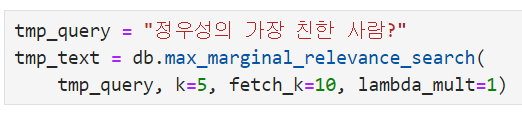 tmp_query = "정우성의 가장 친한 사람?"
tmp_text = db.max_marginal_relevance_search(
    tmp_query, k=5, fetch_k=10, lambda_mult=1)